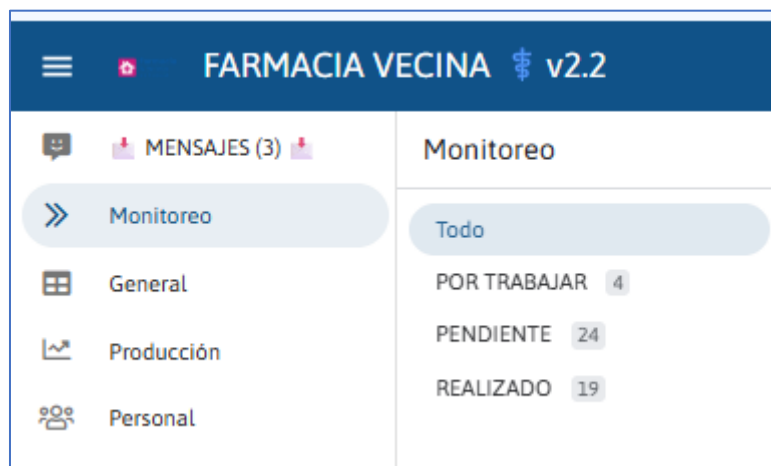 FARMACIA VECINA ⚕ v2.2
📩 MENSAJES (3) 📩
Monitoreo
General
Producción
Personal
Monitoreo
Todo
POR TRABAJAR 4
PENDIENTE 24
REALIZADO 19